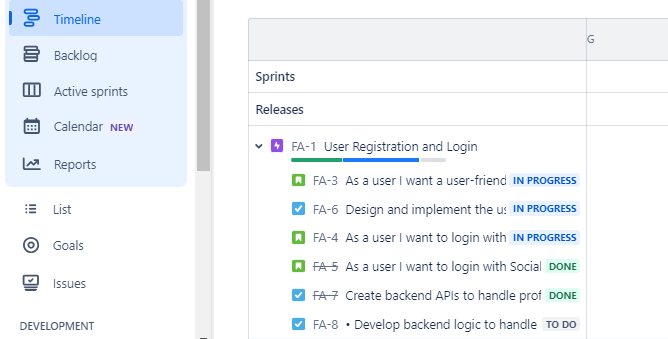 Timeline
Backlog
Active sprints
Calendar NEW
Reports
List
Goals
Issues
DEVELOPMENT
G
Sprints
Releases
FA-1 User Registration and Login
FA-3 As a user I want a user-friend IN PROGRESS
FA-6 Design and implement the us IN PROGRESS
FA-4 As a user I want to login with IN PROGRESS
FA-5 As a user I want to login with Social DONE
FA-7 Create backend APIs to handle prof DONE
FA-8 • Develop backend logic to handle TO DO